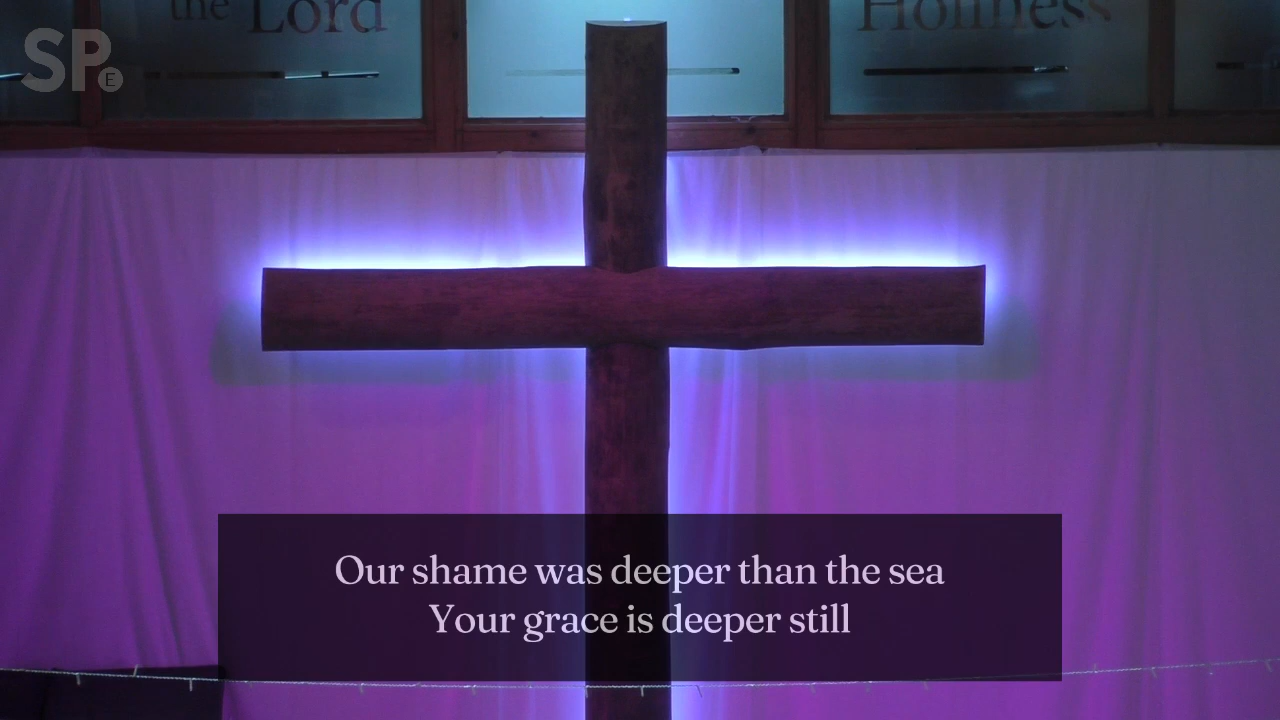 SP
E
the Lord
Holiness
Our shame was deeper than the sea
Your grace is deeper still